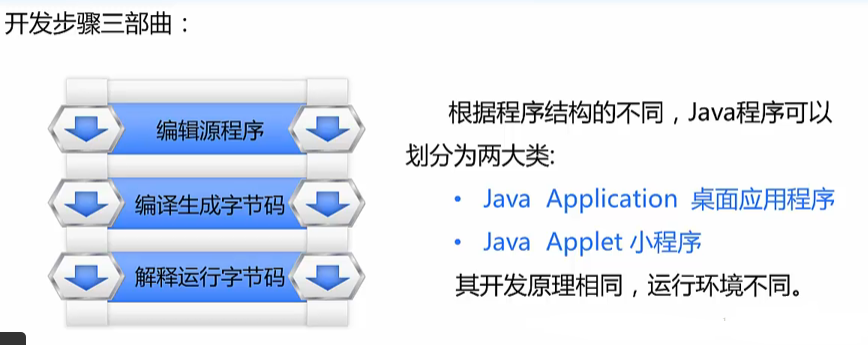 开发步骤三部曲：
编辑源程序
编译生成字节码
解释运行字节码
根据程序结构的不同，Java程序可以
划分为两大类:
• Java Application 桌面应用程序
• Java Applet 小程序
其开发原理相同，运行环境不同。